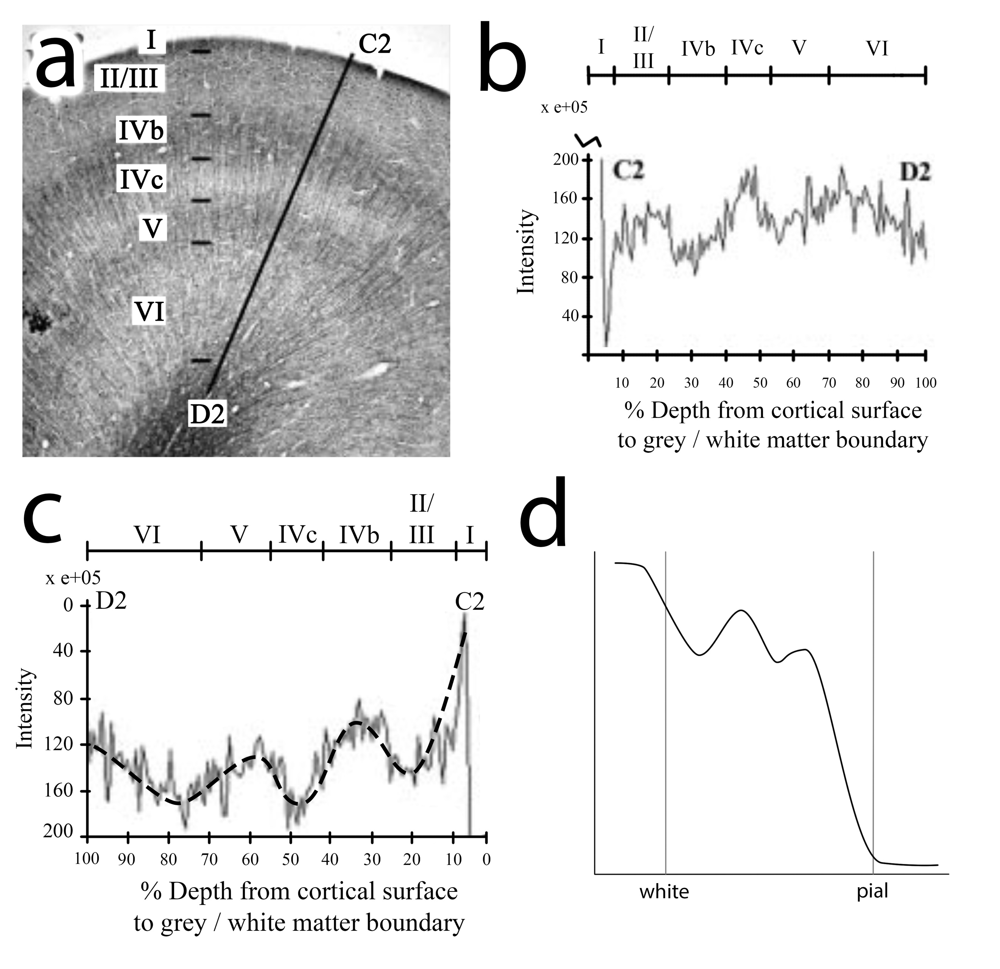 a
I
II/III
IVb
IVc
V
VI
C2
D2
b
I
II/
III
IVb
IVc
V
VI
x e+05
200
160
120
80
40
Intensity
C2
D2
10 20 30 40 50 60 70 80 90 100
% Depth from cortical surface
to grey / white matter boundary
c
VI
V
IVc
IVb
II/
III
I
x e+05
D2
C2
0
40
80
120
160
200
Intensity
100 90 80 70 60 50 40 30 20 10 0
% Depth from cortical surface
to grey / white matter boundary
d
white
pial